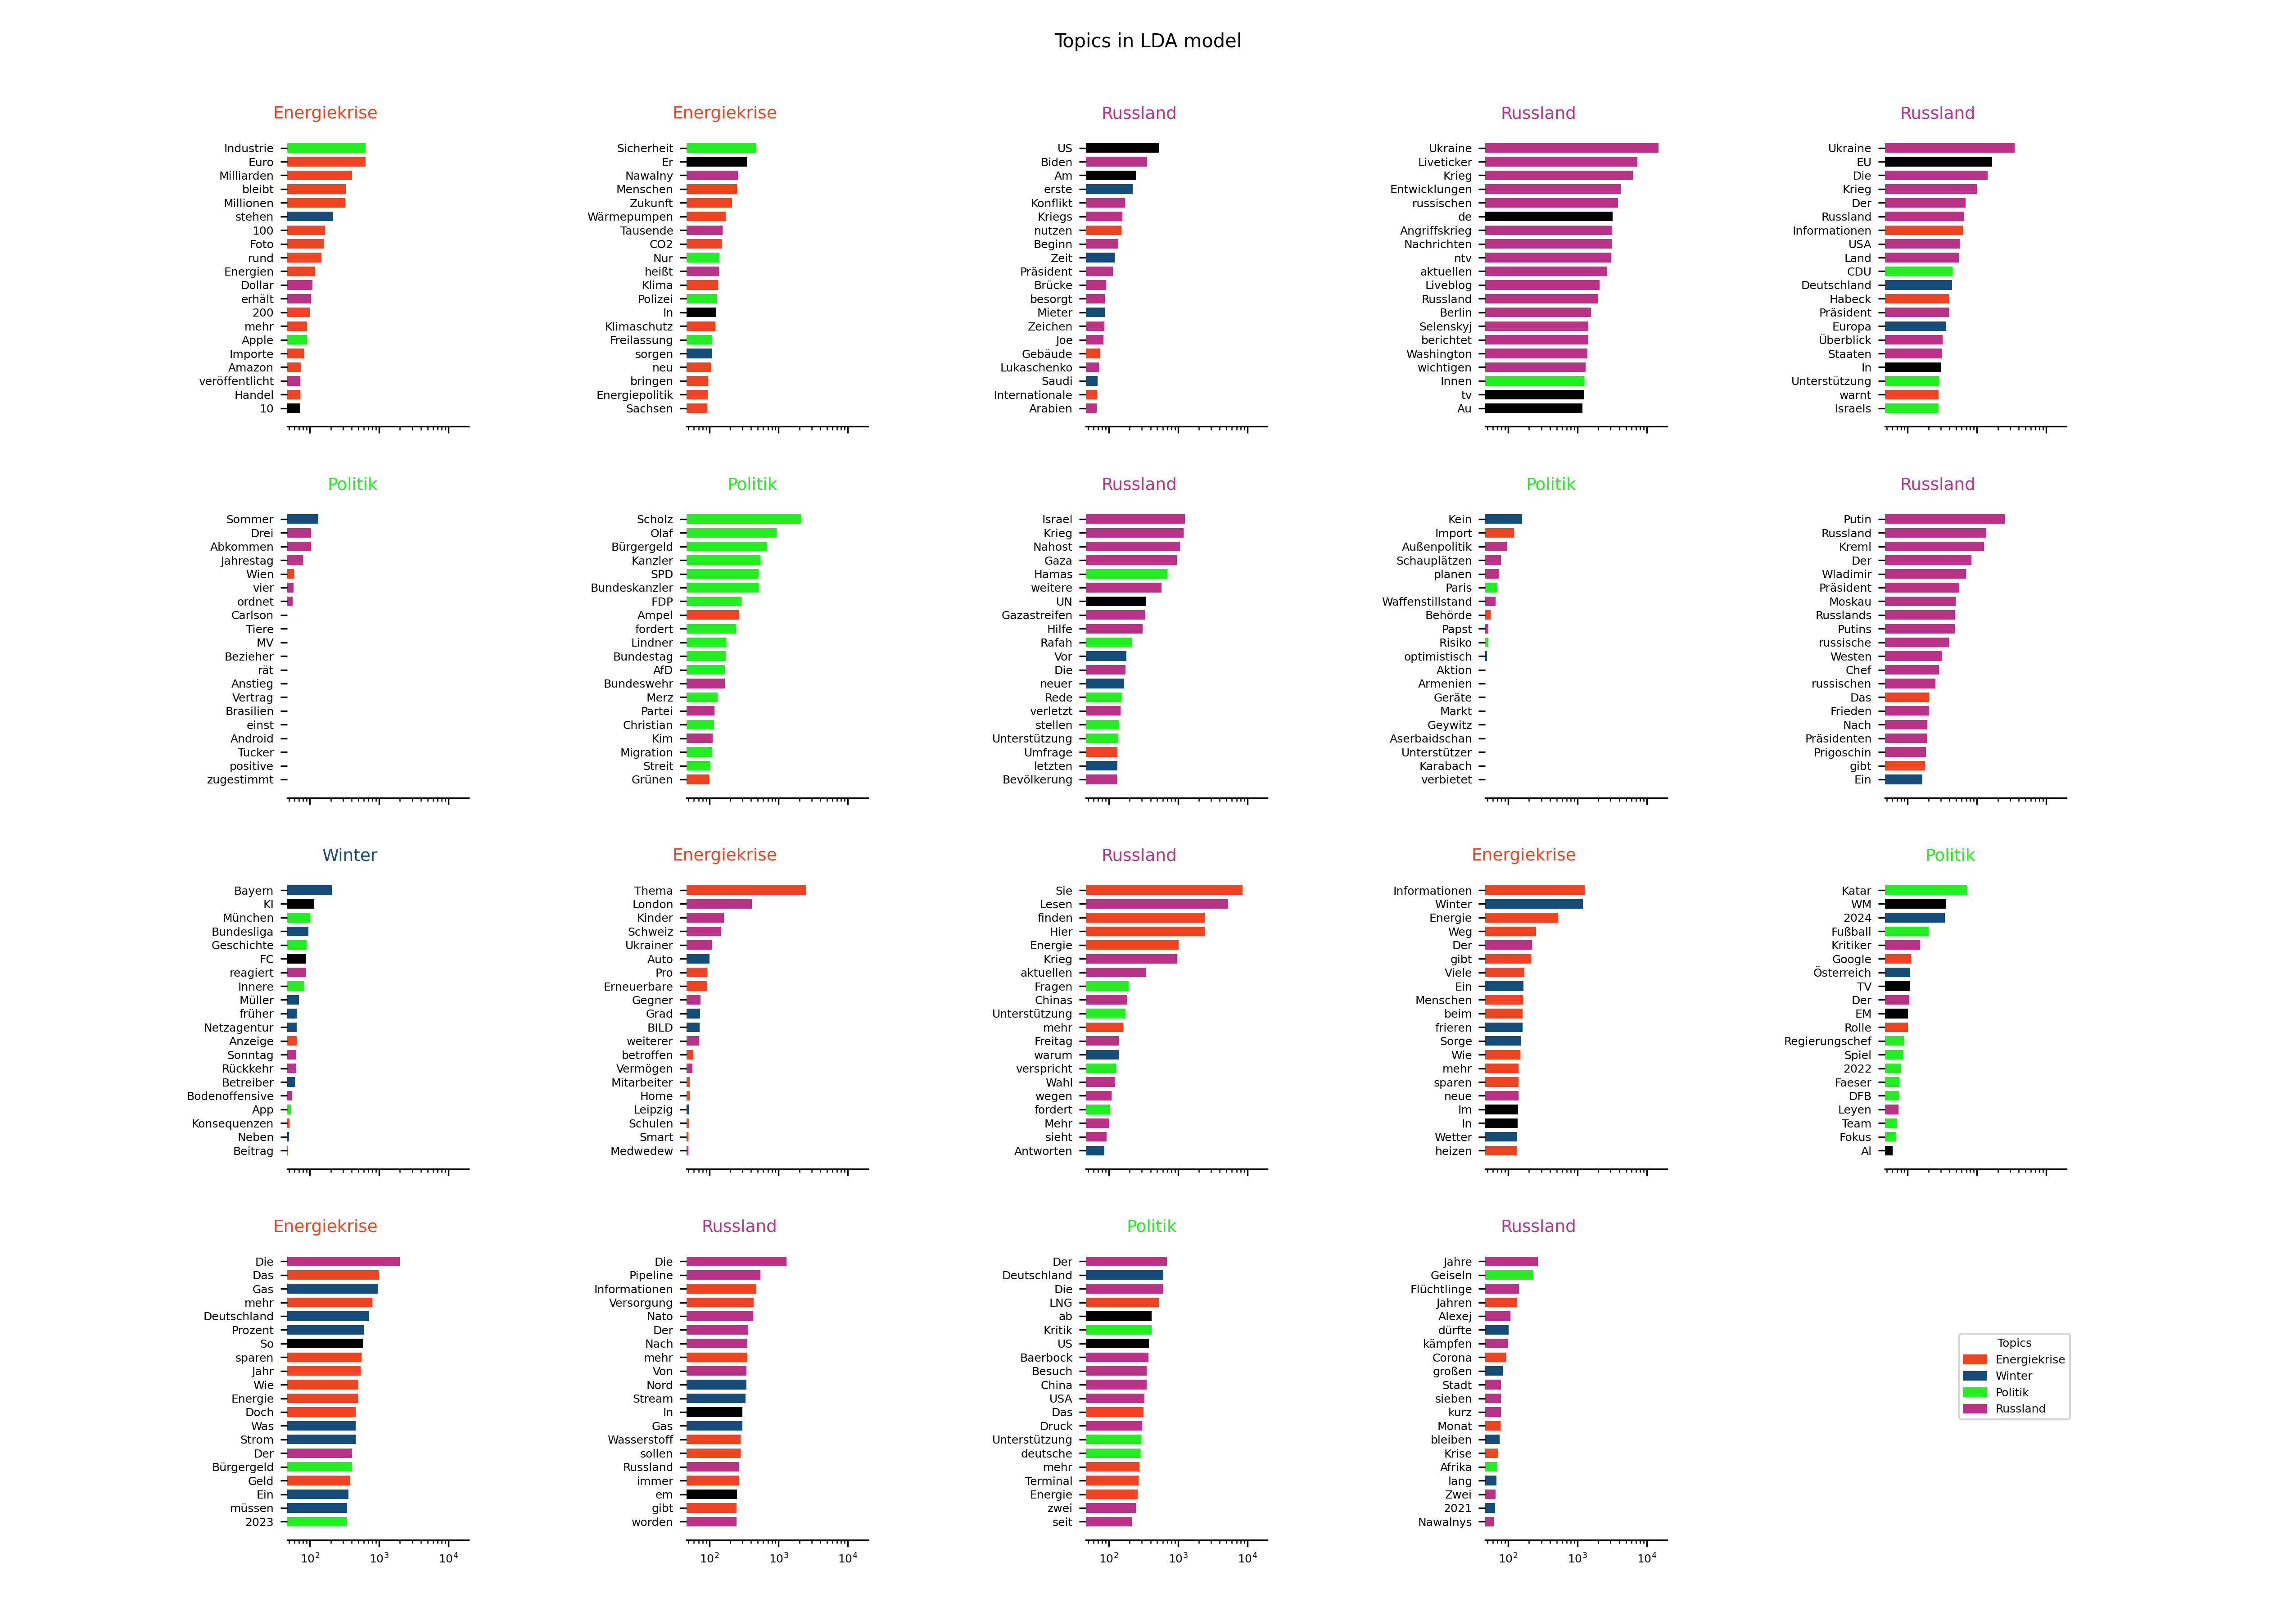 Topics in LDA model
Energiekrise
Industrie
Euro
Milliarden
bleibt
Millionen
stehen
100
Foto
rund
Energien
Dollar
erhält
200
mehr
Apple
Importe
Amazon
veröffentlicht
Handel
10
Energiekrise
Sicherheit
Er
Nawalny
Menschen
Zukunft
Wärmepumpen
Tausende
CO2
Nur
heißt
Klima
Polizei
In
Klimaschutz
Freilassung
sorgen
neu
bringen
Energiepolitik
Sachsen
Russland
US
Biden
Am
erste
Konflikt
Kriegs
nutzen
Beginn
Zeit
Präsident
Brücke
besorgt
Mieter
Zeichen
Joe
Gebäude
Lukaschenko
Saudi
Internationale
Arabien
Russland
Ukraine
Liveticker
Krieg
Entwicklungen
russischen
de
Angriffskrieg
Nachrichten
ntv
aktuellen
Liveblog
Russland
Berlin
Selenskyj
berichtet
Washington
wichtigen
Innen
tv
Au
Russland
Ukraine
EU
Die
Krieg
Der
Russland
Informationen
USA
Land
CDU
Deutschland
Habeck
Präsident
Europa
Überblick
Staaten
In
Unterstützung
warnt
Israels
Politik
Sommer
Drei
Abkommen
Jahrestag
Wien
vier
ordnet
Carlson
Tiere
MV
Bezieher
rät
Anstieg
Vertrag
Brasilien
einst
Android
Tucker
positive
zugestimmt
Politik
Scholz
Olaf
Bürgergeld
Kanzler
SPD
Bundeskanzler
FDP
Ampel
fordert
Lindner
Bundestag
AfD
Bundeswehr
Merz
Partei
Christian
Kim
Migration
Streit
Grünen
Russland
Israel
Krieg
Nahost
Gaza
Hamas
weitere
UN
Gazastreifen
Hilfe
Rafah
Vor
Die
neuer
Rede
verletzt
stellen
Unterstützung
Umfrage
letzten
Bevölkerung
Politik
Kein
Import
Außenpolitik
Schauplätzen
planen
Paris
Waffenstillstand
Behörde
Papst
Risiko
optimistisch
Aktion
Armenien
Geräte
Markt
Geywitz
Aserbaidschan
Unterstützer
Karabach
verbietet
Russland
Putin
Russland
Kreml
Der
Wladimir
Präsident
Moskau
Russlands
Putins
russische
Westen
Chef
russischen
Das
Frieden
Nach
Präsidenten
Prigoschin
gibt
Ein
Winter
Bayern
KI
München
Bundesliga
Geschichte
FC
reagiert
Innere
Müller
früher
Netzagentur
Anzeige
Sonntag
Rückkehr
Betreiber
Bodenoffensive
App
Konsequenzen
Neben
Beitrag
Energiekrise
Thema
London
Kinder
Schweiz
Ukrainer
Auto
Pro
Erneuerbare
Gegner
Grad
BILD
weiterer
betroffen
Vermögen
Mitarbeiter
Home
Leipzig
Schulen
Smart
Medwedew
Russland
Sie
Lesen
finden
Hier
Energie
Krieg
aktuellen
Fragen
Chinas
Unterstützung
mehr
Freitag
warum
verspricht
Wahl
wegen
fordert
Mehr
sieht
Antworten
Energiekrise
Informationen
Winter
Energie
Weg
Der
gibt
Viele
Ein
Menschen
beim
frieren
Sorge
Wie
mehr
sparen
neue
Im
In
Wetter
heizen
Politik
Katar
WM
2024
Fußball
Kritiker
Google
Österreich
TV
Der
EM
Rolle
Regierungschef
Spiel
2022
Faeser
DFB
Leyen
Team
Fokus
AI
Energiekrise
Die
Das
Gas
mehr
Deutschland
Prozent
So
sparen
Jahr
Wie
Energie
Doch
Was
Strom
Der
Bürgergeld
Geld
Ein
müssen
2023
10² 10³ 10⁴
Russland
Die
Pipeline
Informationen
Versorgung
Nato
Der
Nach
mehr
Von
Nord
Stream
In
Gas
Wasserstoff
sollen
Russland
immer
em
gibt
worden
10² 10³ 10⁴
Politik
Der
Deutschland
Die
LNG
ab
Kritik
US
Baerbock
Besuch
China
USA
Das
Druck
Unterstützung
deutsche
mehr
Terminal
Energie
zwei
seit
10² 10³ 10⁴
Russland
Jahre
Geiseln
Flüchtlinge
Jahren
Alexej
dürfte
kämpfen
Corona
großen
Stadt
sieben
kurz
Monat
bleiben
Krise
Afrika
lang
Zwei
2021
Nawalnys
10² 10³ 10⁴
Topics
Energiekrise
Winter
Politik
Russland